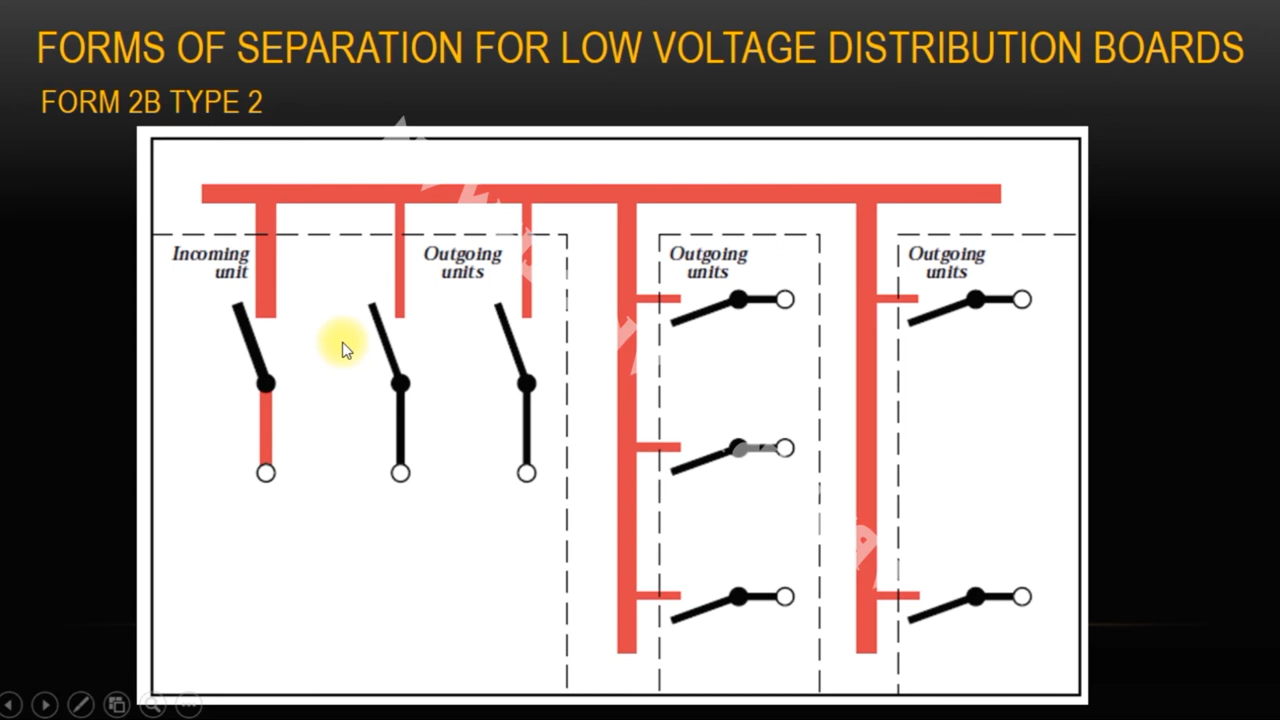 FORMS OF SEPARATION FOR LOW VOLTAGE DISTRIBUTION BOARDS
FORM 2B TYPE 2
Incoming
unit
Outgoing
units
Outgoing
units
Outgoing
units